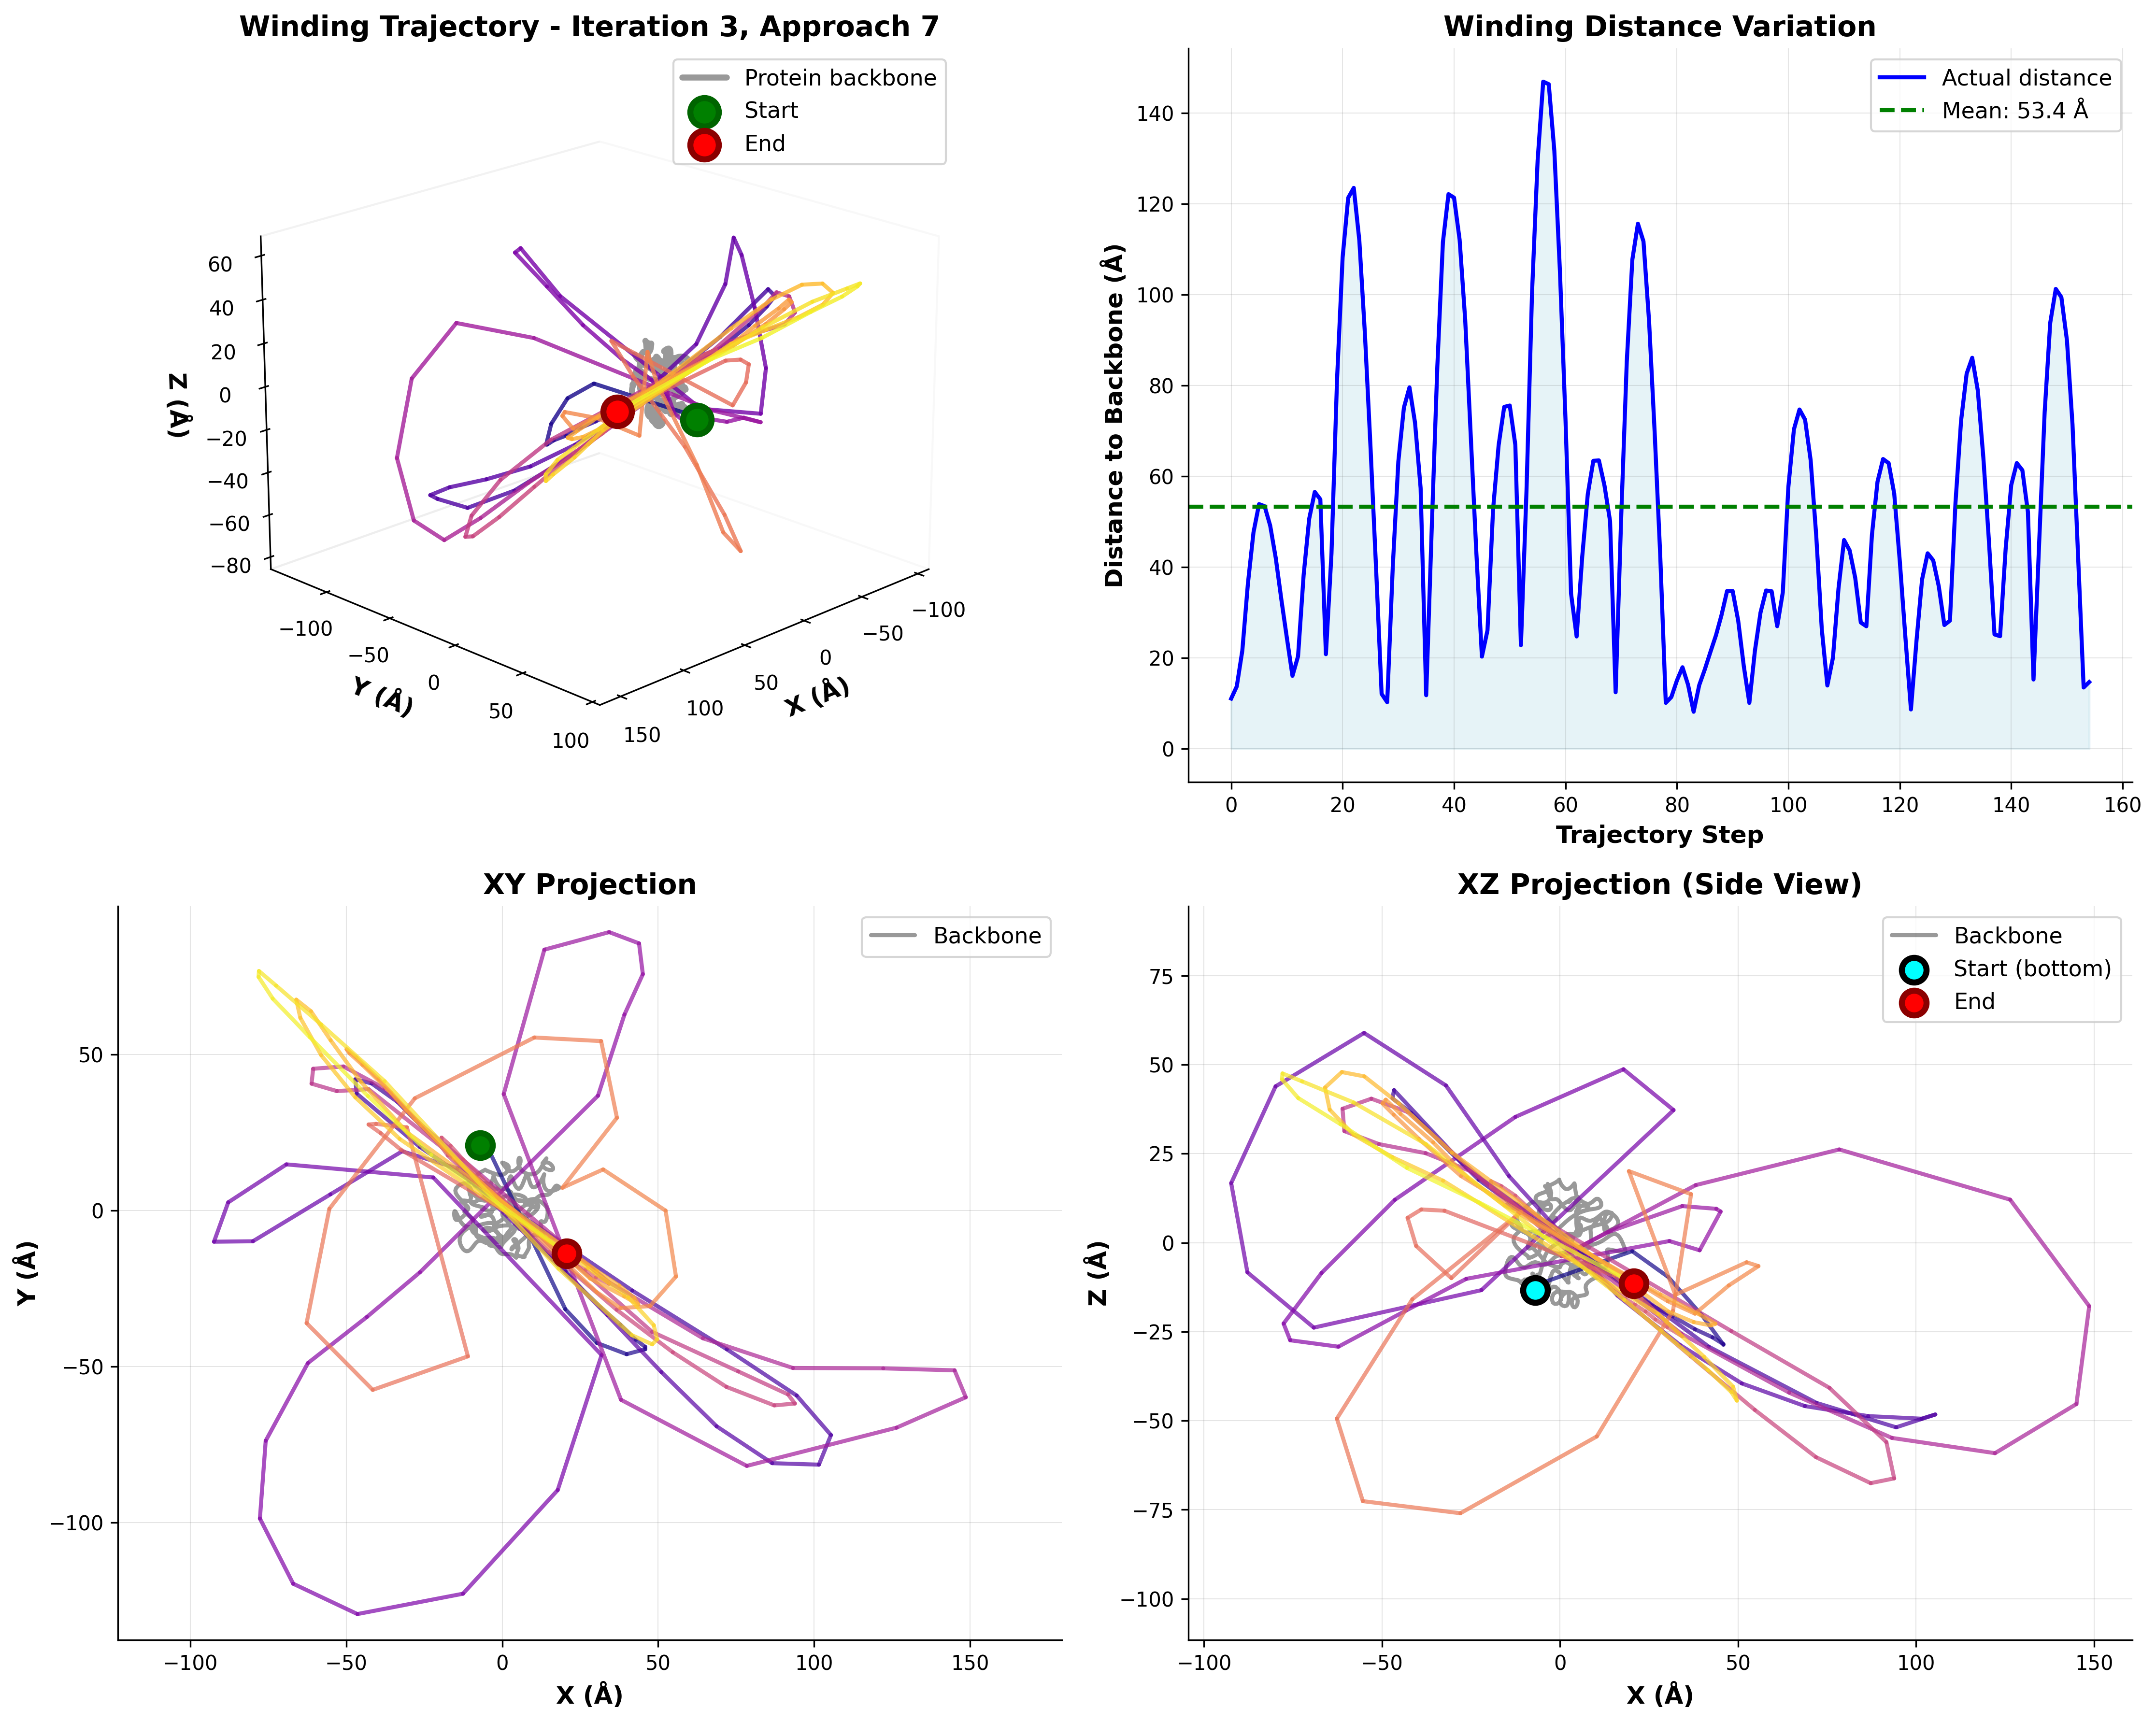 Winding Trajectory - Iteration 3, Approach 7
Protein backbone
Start
End
60
40
20
0
−20
−40
−60
−80
Z (Å)
−100
−50
0
50
100
Y (Å)
150
100
50
0
−50
−100
X (Å)
Winding Distance Variation
Actual distance
Mean: 53.4 Å
140
120
100
80
60
40
20
0
Distance to Backbone (Å)
0 20 40 60 80 100 120 140 160
Trajectory Step
XY Projection
Backbone
50
0
−50
−100
Y (Å)
−100 −50 0 50 100 150
X (Å)
XZ Projection (Side View)
Backbone
Start (bottom)
End
75
50
25
0
−25
−50
−75
−100
Z (Å)
−100 −50 0 50 100 150
X (Å)